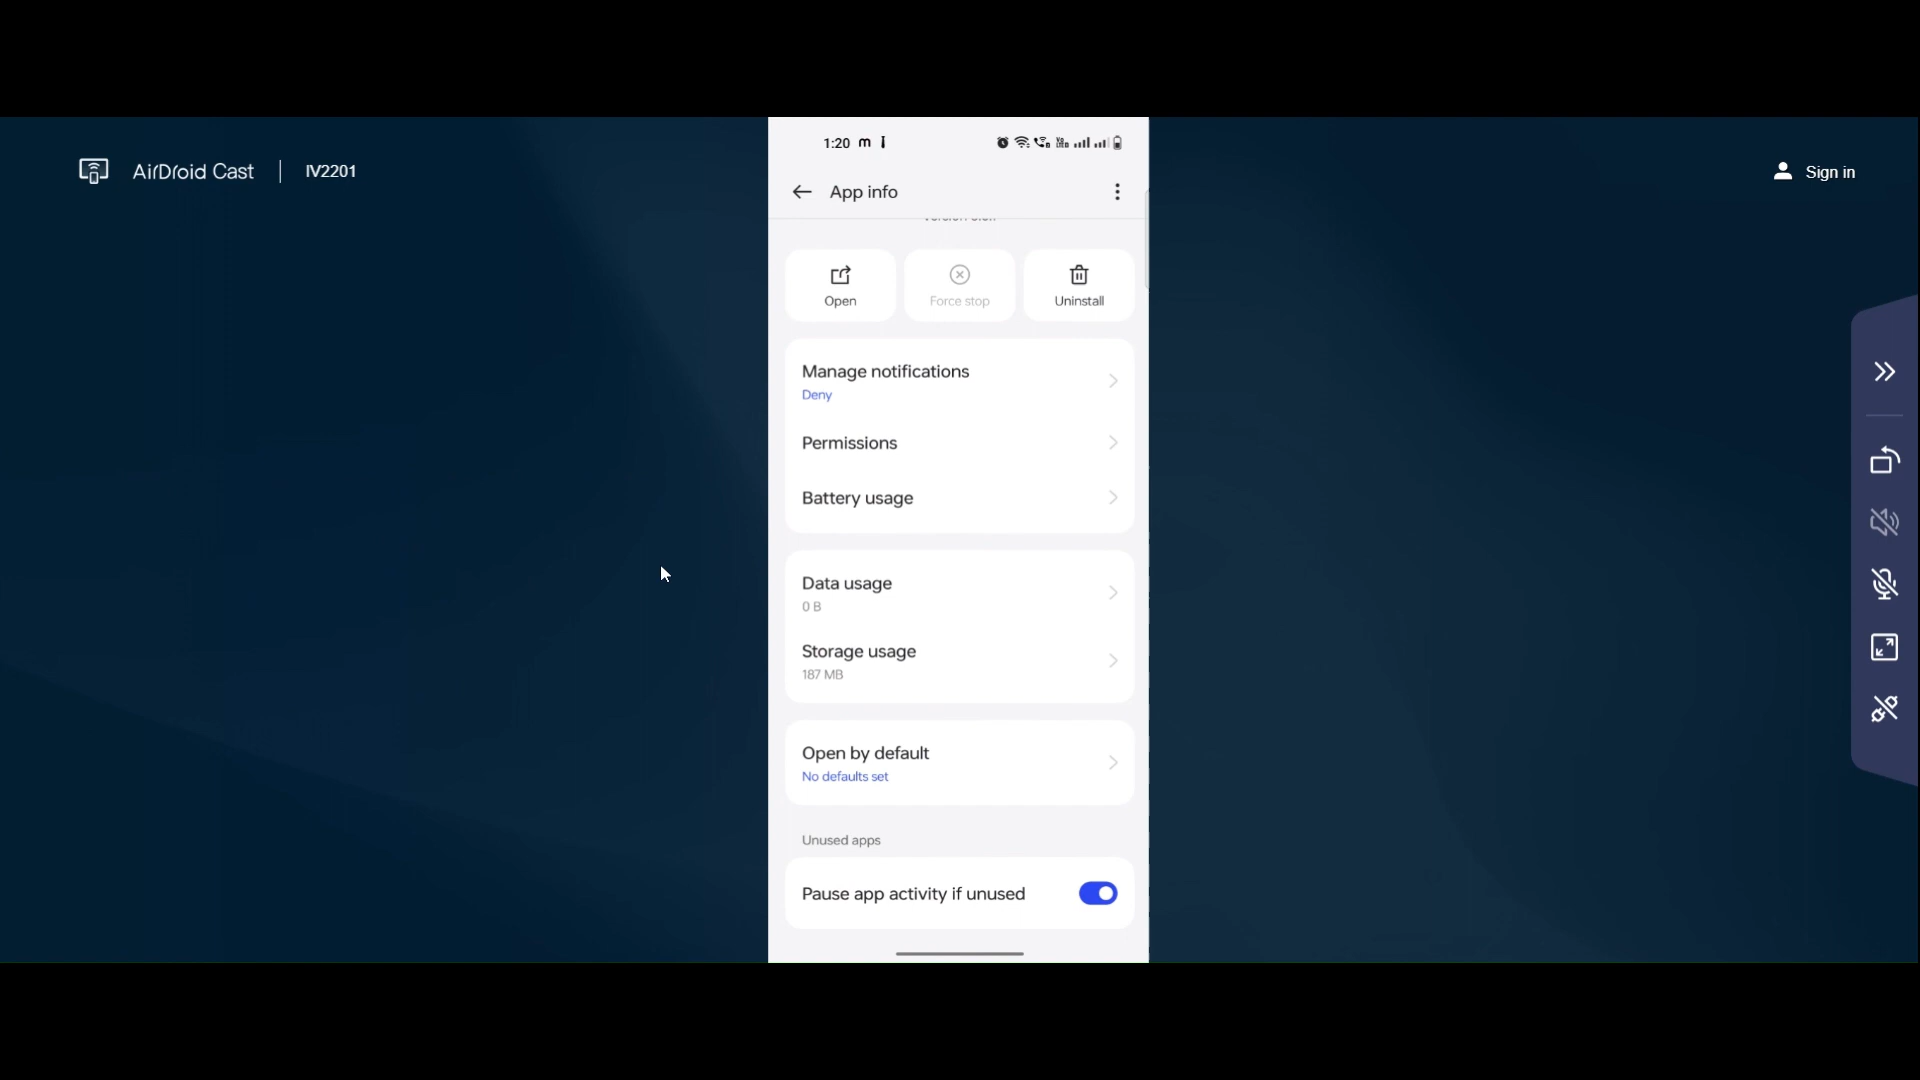 AirDroid Cast | IV2201
Sign in
1:20
App info
Open
Force stop
Uninstall
Manage notifications
Deny
Permissions
Battery usage
Data usage
0 B
Storage usage
187 MB
Open by default
No defaults set
Unused apps
Pause app activity if unused